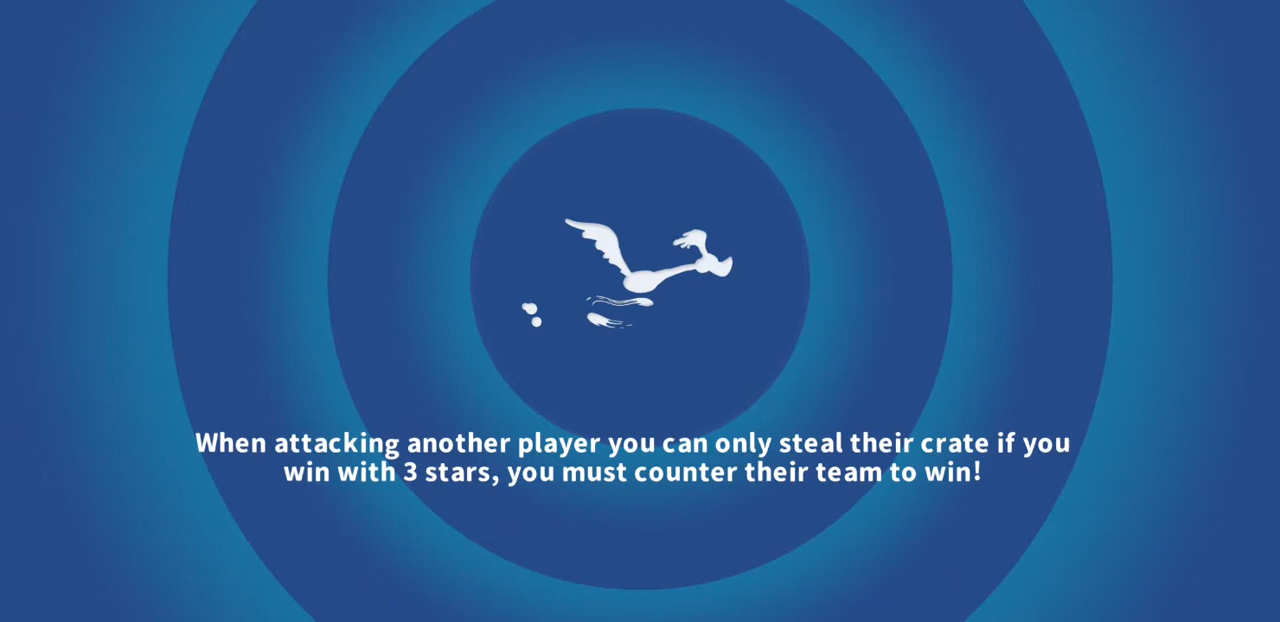 When attacking another player you can only steal their crate if you
win with 3 stars, you must counter their team to win!